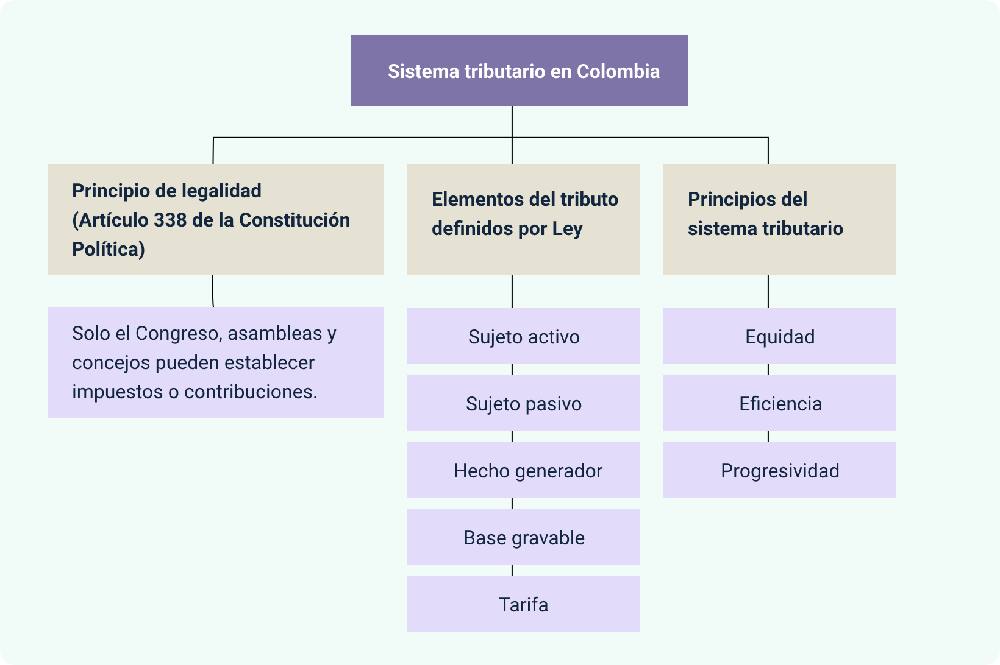 Sistema tributario en Colombia
Principio de legalidad
(Artículo 338 de la Constitución
Política)
Solo el Congreso, asambleas y
concejos pueden establecer
impuestos o contribuciones.
Elementos del tributo
definidos por Ley
Sujeto activo
Sujeto pasivo
Hecho generador
Base gravable
Tarifa
Principios del
sistema tributario
Equidad
Eficiencia
Progresividad